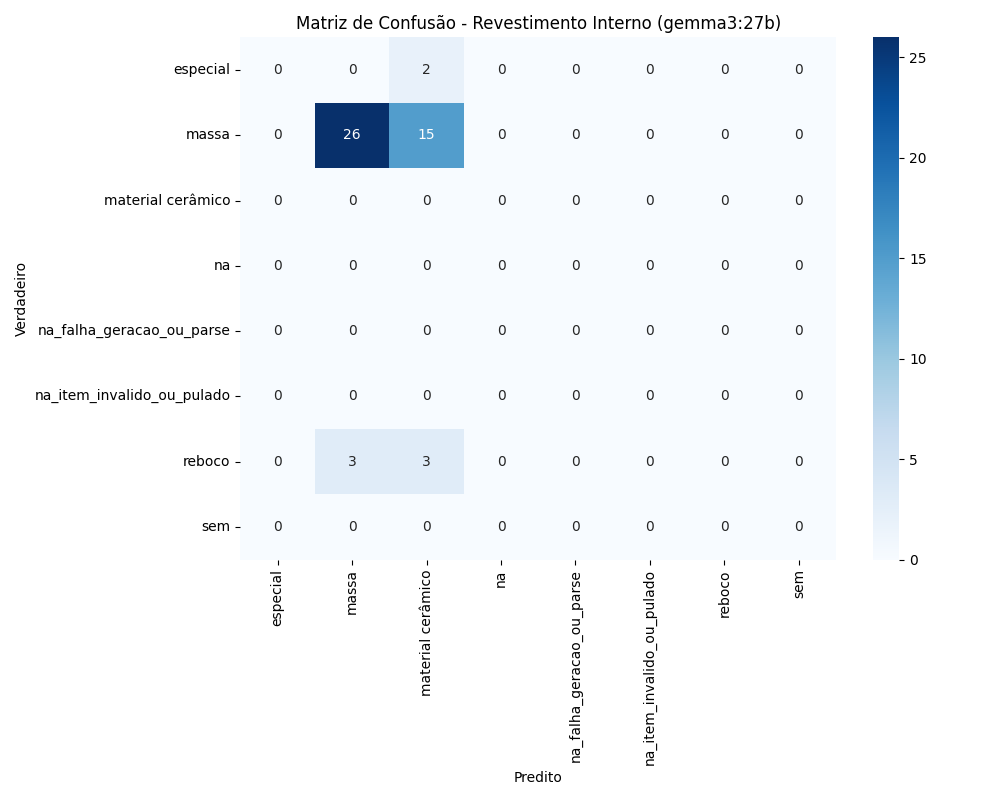 Matriz de Confusão - Revestimento Interno (gemma3:27b)
especial 0 0 2 0 0 0 0 0
massa 0 26 15 0 0 0 0 0
material cerâmico 0 0 0 0 0 0 0 0
na 0 0 0 0 0 0 0 0
na_falha_geracao_ou_parse 0 0 0 0 0 0 0 0
na_item_invalido_ou_pulado 0 0 0 0 0 0 0 0
reboco 0 3 3 0 0 0 0 0
sem 0 0 0 0 0 0 0 0
Verdadeiro
especial
massa
material cerâmico
na
na_falha_geracao_ou_parse
na_item_invalido_ou_pulado
reboco
sem
Predito
25
20
15
10
5
0